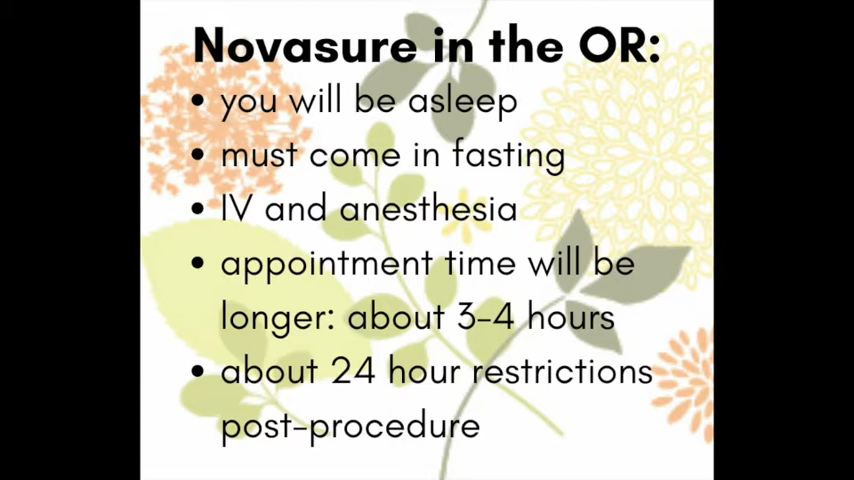 Novasure in the OR:
• you will be asleep
• must come in fasting
• IV and anesthesia
• appointment time will be
longer: about 3-4 hours
• about 24 hour restrictions
post-procedure